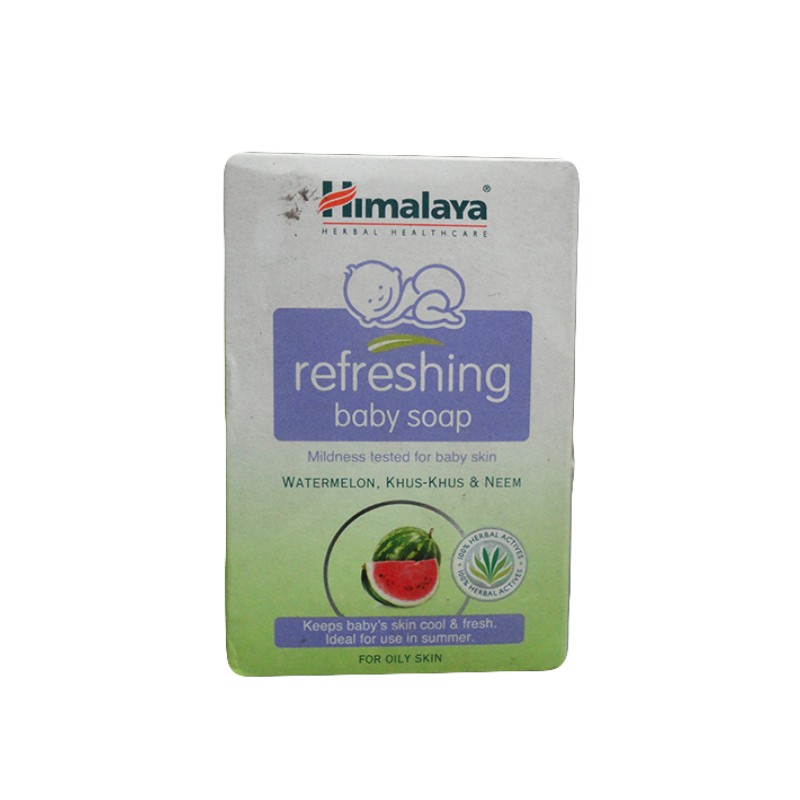 Himalaya®
HERBAL HEALTHCARE
refreshing
baby soap
Mildness tested for baby skin
WATERMELON, KHUS-KHUS & NEEM
100% HERBAL ACTIVES
100% HERBAL ACTIVES
Keeps baby's skin cool & fresh.
Ideal for use in summer.
FOR OILY SKIN